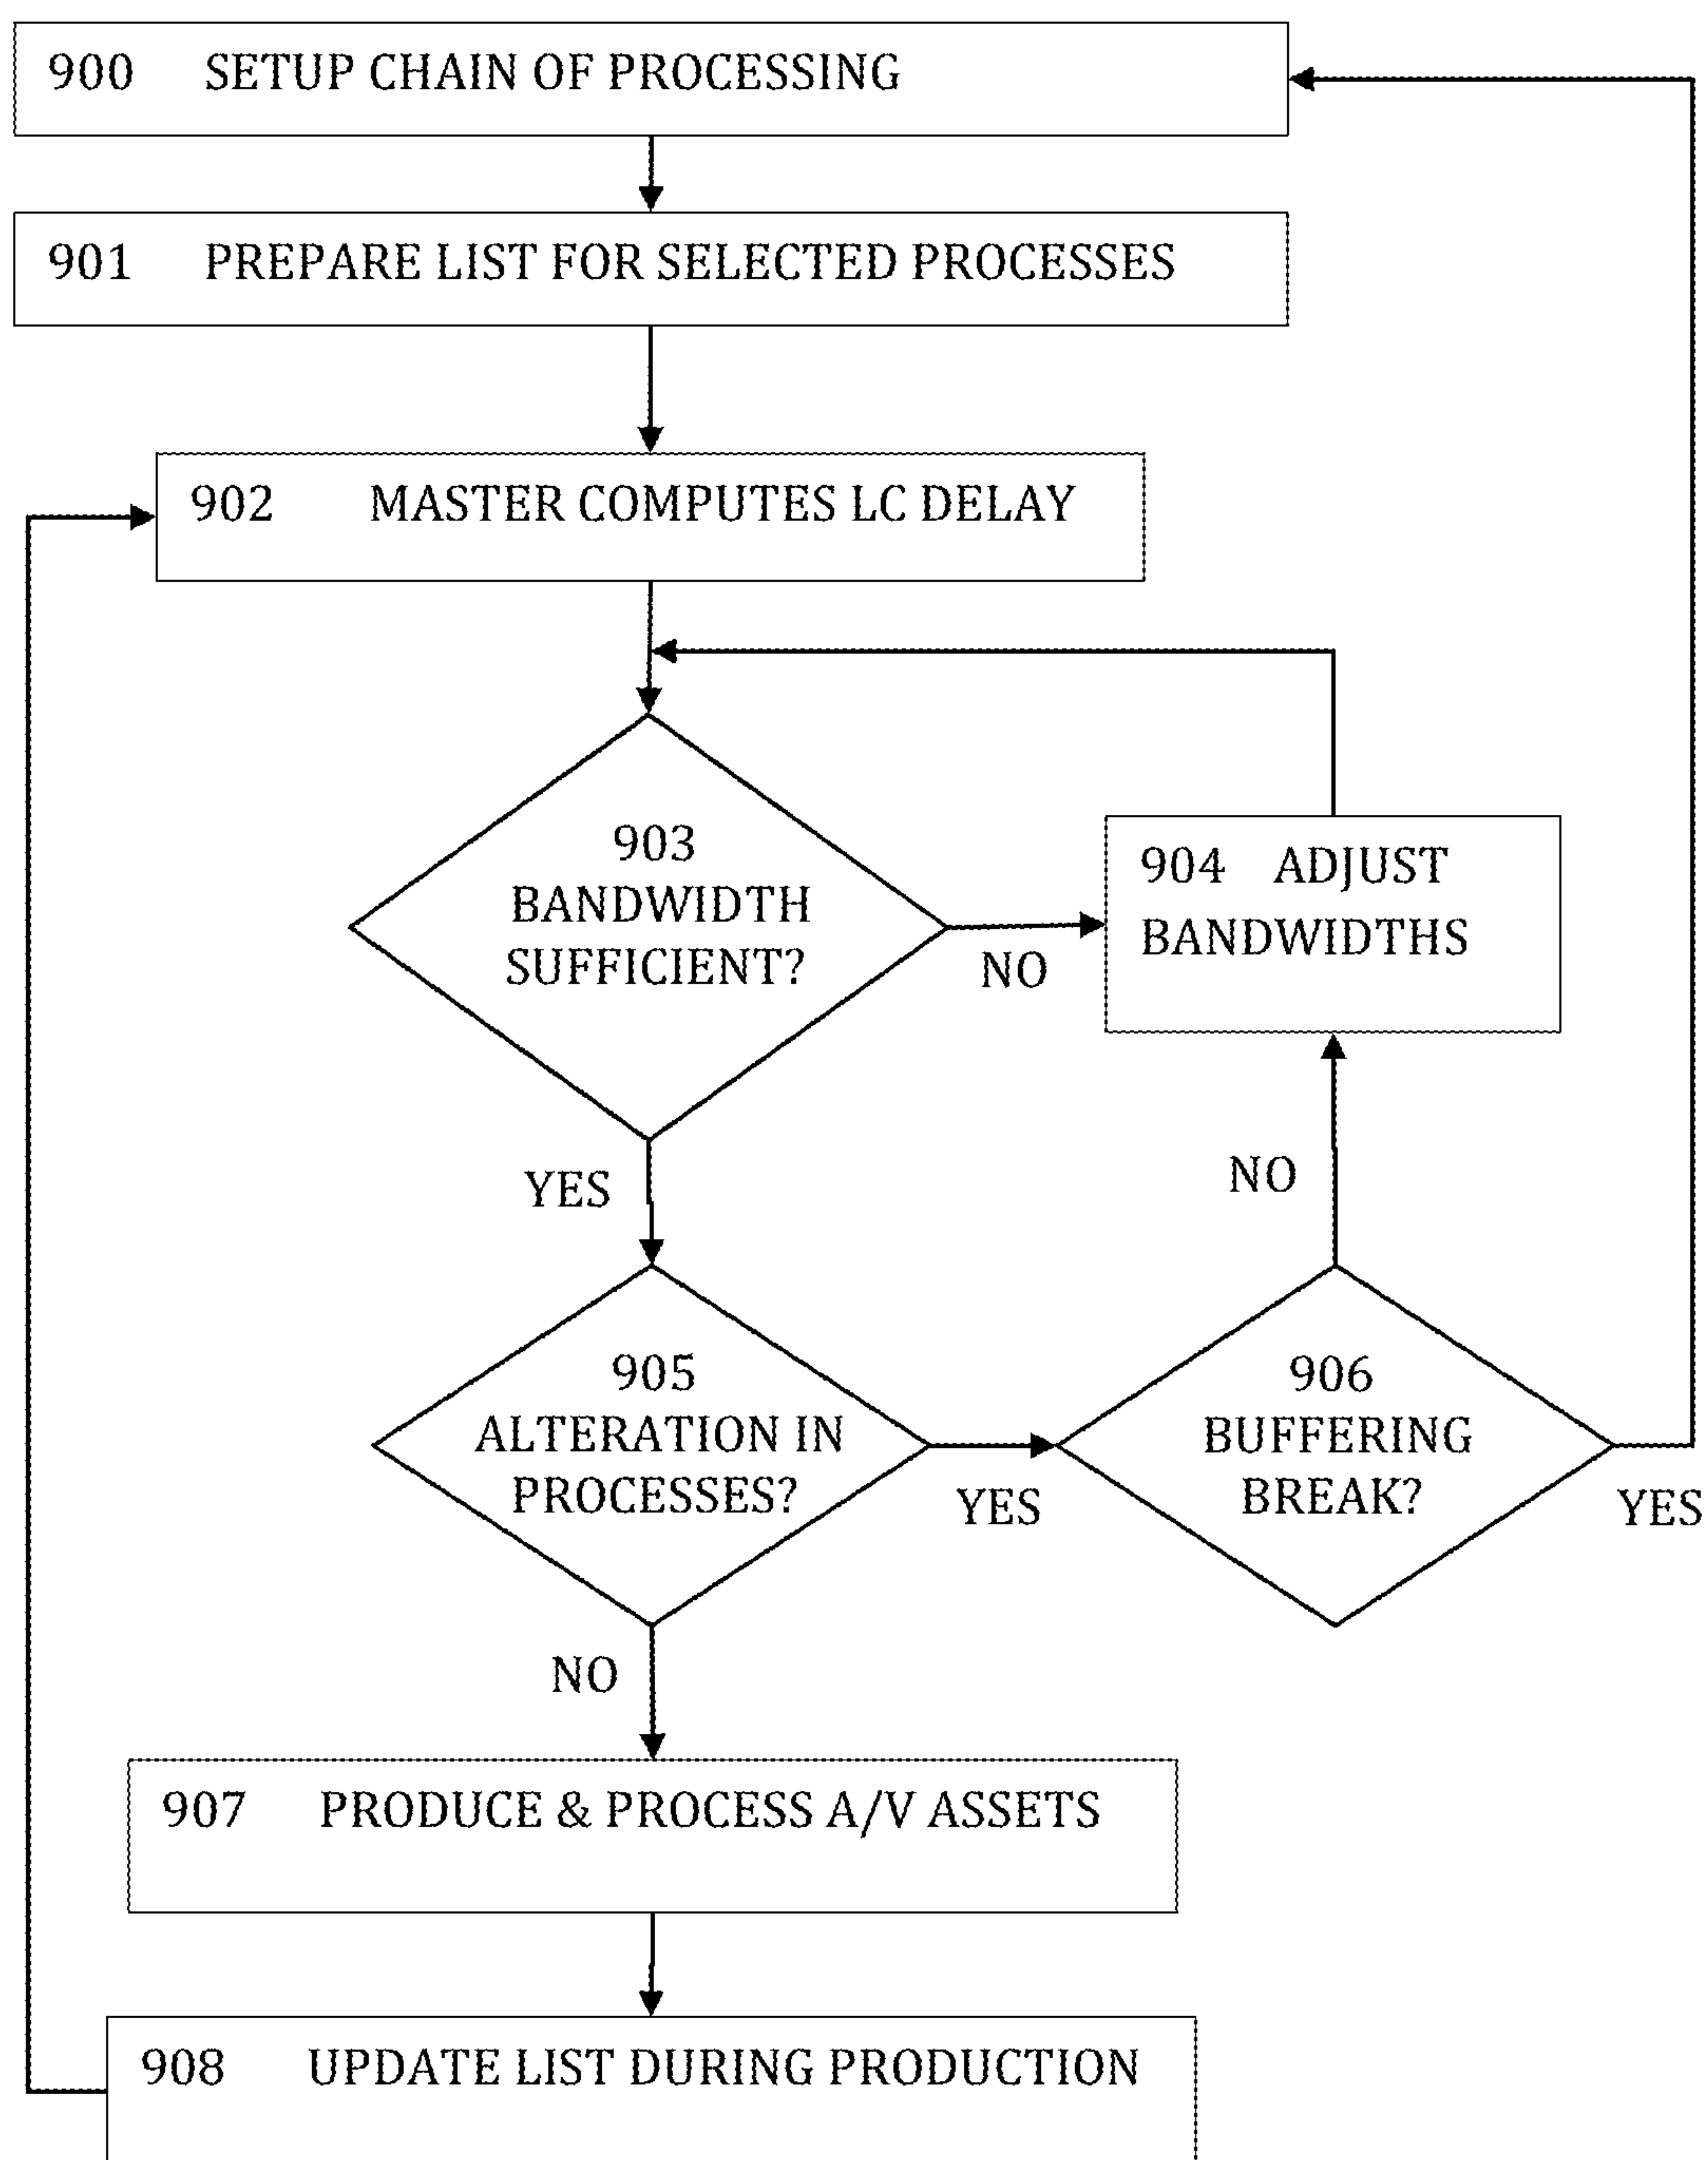 900 SETUP CHAIN OF PROCESSING
901 PREPARE LIST FOR SELECTED PROCESSES
902 MASTER COMPUTES LC DELAY
903
BANDWIDTH
SUFFICIENT?
NO
904 ADJUST
BANDWIDTHS
YES
NO
905
ALTERATION IN
PROCESSES?
YES
906
BUFFERING
BREAK?
YES
NO
907 PRODUCE & PROCESS A/V ASSETS
908 UPDATE LIST DURING PRODUCTION